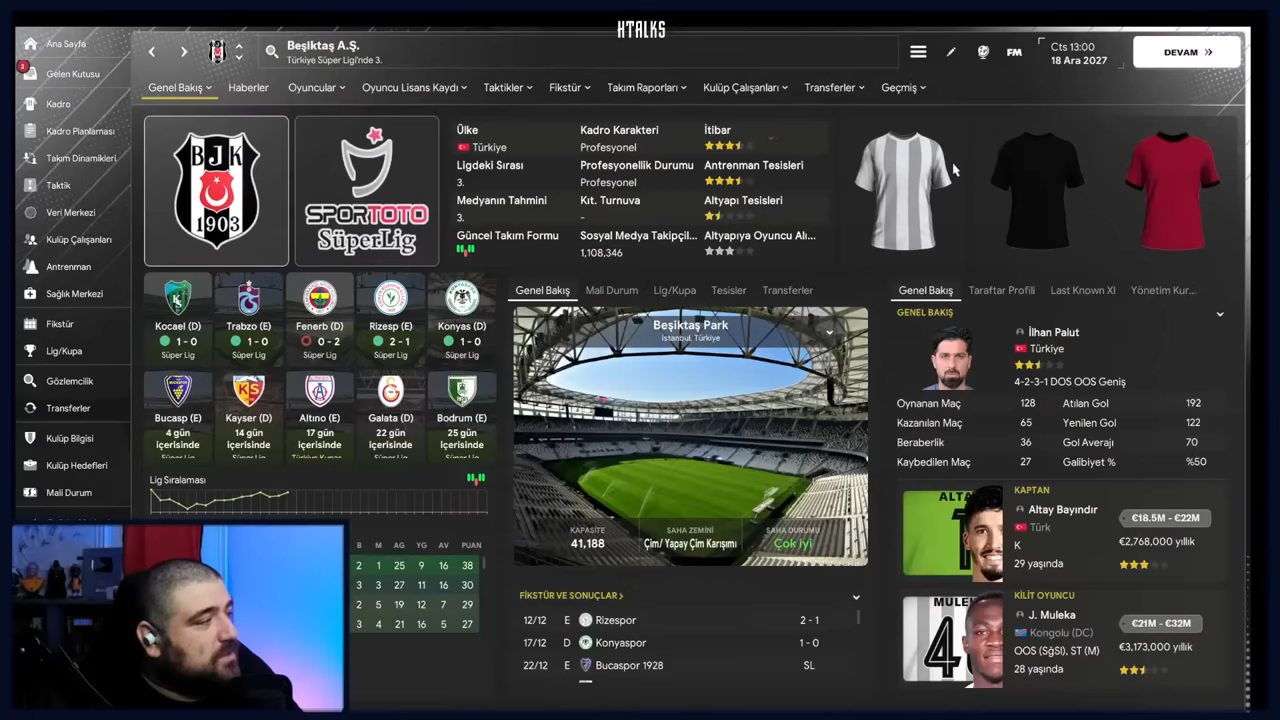 HTALKS
Ana Sayfa
2
Gelen Kutusu
Kadro
Kadro Planlaması
Takım Dinamikleri
Taktik
Veri Merkezi
Kulüp Çalışanları
Antrenman
Sağlık Merkezi
Fikstür
Lig/Kupa
Gözlemcilik
Transferler
Kulüp Bilgisi
Kulüp Hedefleri
Mali Durum
Beşiktaş A.Ş.
Türkiye Süper Ligi'nde 3.
FM
Cts 13:00
18 Ara 2027
DEVAM
Genel Bakış
Haberler
Oyuncular
Oyuncu Lisans Kaydı
Taktikler
Fikstür
Takım Raporları
Kulüp Çalışanları
Transferler
Geçmiş
BJK
1903
SPORTOTO
SüperLig
Ülke
Türkiye
Ligdeki Sırası
3.
Medyanın Tahmini
3.
Güncel Takım Formu
Kadro Karakteri
Profesyonel
Profesyonellik Durumu
Profesyonel
Kıt. Turnuva
-
Sosyal Medya Takipçil...
1,108,346
İtibar
Antrenman Tesisleri
Altyapı Tesisleri
Altyapıya Oyuncu Alı...
Kocael (D)
1 - 0
Süper Lig
Trabzo (E)
1 - 0
Süper Lig
Fenerb (D)
0 - 2
Süper Lig
Rizesp (E)
2 - 1
Süper Lig
Konyas (D)
1 - 0
Süper Lig
Bucasp (E)
4 gün
içerisinde
Süper Lig
Kayser (D)
14 gün
içerisinde
Süper Lig
Altıno (E)
17 gün
içerisinde
Türkiye Kupas
Galata (D)
22 gün
içerisinde
Süper Lig
Bodrum (E)
25 gün
içerisinde
Süper Lig
Lig Sıralaması
B M AG YG AV PUAN
2 1 25 9 16 38
3 3 27 11 16 30
2 5 19 12 7 29
3 4 21 16 5 27
Genel Bakış
Mali Durum
Lig/Kupa
Tesisler
Transferler
Beşiktaş Park
İstanbul, Türkiye
KAPASİTE
41,188
SAHA ZEMİNİ
Çim/ Yapay Çim Karışımı
SAHA DURUMU
Çok iyi
FİKSTÜR VE SONUÇLAR
12/12 E Rizespor 2 - 1
17/12 D Konyaspor 1 - 0
22/12 E Bucaspor 1928 SL
Genel Bakış
Taraftar Profili
Last Known XI
Yönetim Kur...
GENEL BAKIŞ
İlhan Palut
Türkiye
4-2-3-1 DOS OOS Geniş
Oynanan Maç 128 Atılan Gol 192
Kazanılan Maç 65 Yenilen Gol 122
Beraberlik 36 Gol Averajı 70
Kaybedilen Maç 27 Galibiyet % %50
KAPTAN
Altay Bayındır
Türk
K
29 yaşında
€18.5M - €22M
€2,768,000 yıllık
ALTA
KİLİT OYUNCU
J. Muleka
Kongolu (DC)
OOS (SğSl), ST (M)
28 yaşında
€21M - €32M
€3,173,000 yıllık
MULEK
4